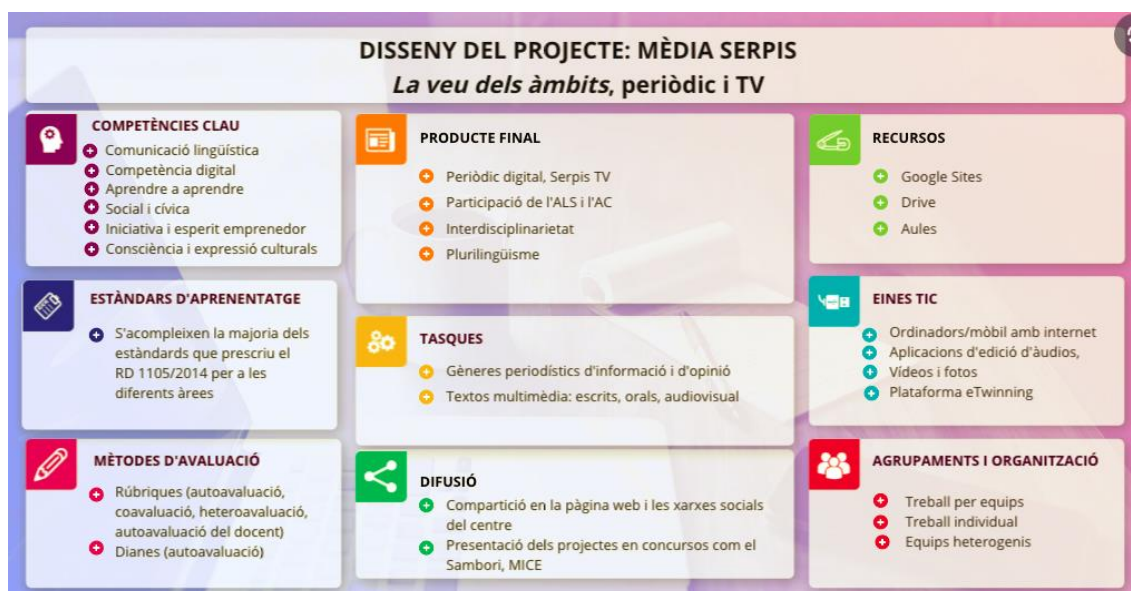 DISSENY DEL PROJECTE: MÈDIA SERPIS
La veu dels àmbits, periòdic i TV
COMPETÈNCIES CLAU
Comunicació lingüística
Competència digital
Aprendre a aprendre
Social i cívica
Iniciativa i esperit emprenedor
Consciència i expressió culturals
ESTÀNDARS D'APRENENTATGE
S'acompleixen la majoria dels
estàndards que prescriu el
RD 1105/2014 per a les
diferents àrees
MÈTODES D'AVALUACIÓ
Rúbriques (autoavaluació,
coavaluació, heteroavaluació,
autoavaluació del docent)
Dianes (autoavaluació)
PRODUCTE FINAL
Periòdic digital, Serpis TV
Participació de l'ALS i l'AC
Interdisciplinarietat
Plurilingüisme
TASQUES
Gèneres periodístics d'informació i d'opinió
Textos multimèdia: escrits, orals, audiovisual
DIFUSIÓ
Compartició en la pàgina web i les xarxes socials
del centre
Presentació dels projectes en concursos com el
Sambori, MICE
RECURSOS
Google Sites
Drive
Aules
EINES TIC
Ordinadors/mòbil amb internet
Aplicacions d'edició d'àudios,
Vídeos i fotos
Plataforma eTwinning
AGRUPAMENTS I ORGANITZACIÓ
Treball per equips
Treball individual
Equips heterogenis